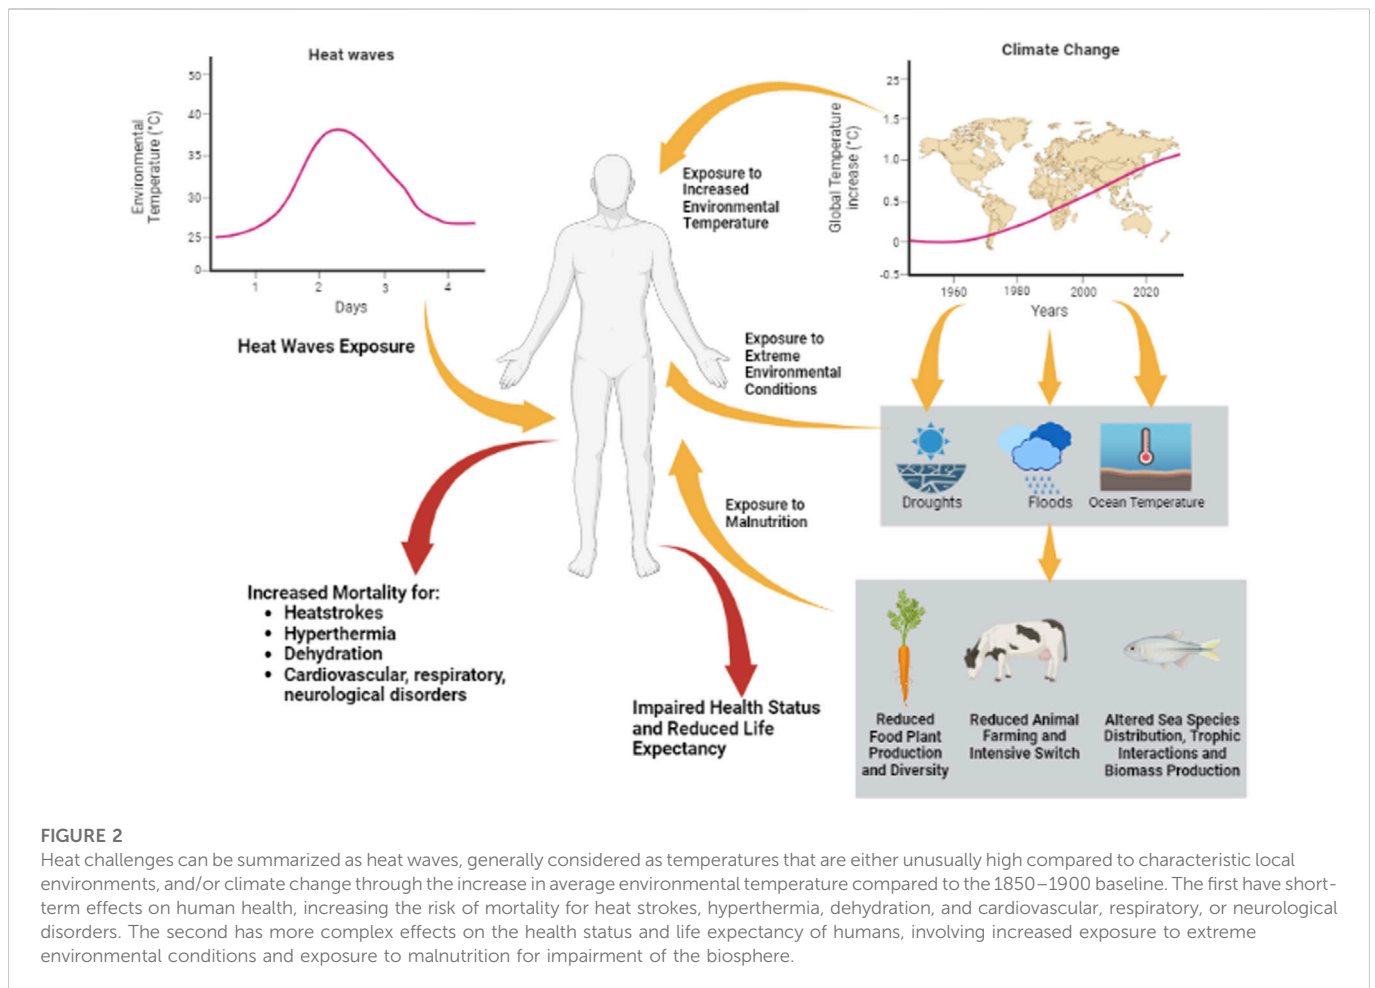 Heat waves
Environmental
Temperature (°C)
50
40
35
30
25
0
1
2
3
4
Days
Heat Waves Exposure
Climate Change
Global Temperature
increase (°C)
25
1.5
1.0
0.5
0
-0.5
1960
1980
2000
2020
Years
Exposure to
Increased
Environmental
Temperature
Exposure to
Extreme
Environmental
Conditions
Droughts
Floods
Ocean Temperature
Exposure to
Malnutrition
Increased Mortality for:
• Heatstrokes
• Hyperthermia
• Dehydration
• Cardiovascular, respiratory,
neurological disorders
Impaired Health Status
and Reduced Life
Expectancy
Reduced
Food Plant
Production
and Diversity
Reduced Animal
Farming and
Intensive Switch
Altered Sea Species
Distribution, Trophic
Interactions and
Biomass Production
FIGURE 2
Heat challenges can be summarized as heat waves, generally considered as temperatures that are either unusually high compared to characteristic local
environments, and/or climate change through the increase in average environmental temperature compared to the 1850–1900 baseline. The first have short-
term effects on human health, increasing the risk of mortality for heat strokes, hyperthermia, dehydration, and cardiovascular, respiratory, or neurological
disorders. The second has more complex effects on the health status and life expectancy of humans, involving increased exposure to extreme
environmental conditions and exposure to malnutrition for impairment of the biosphere.